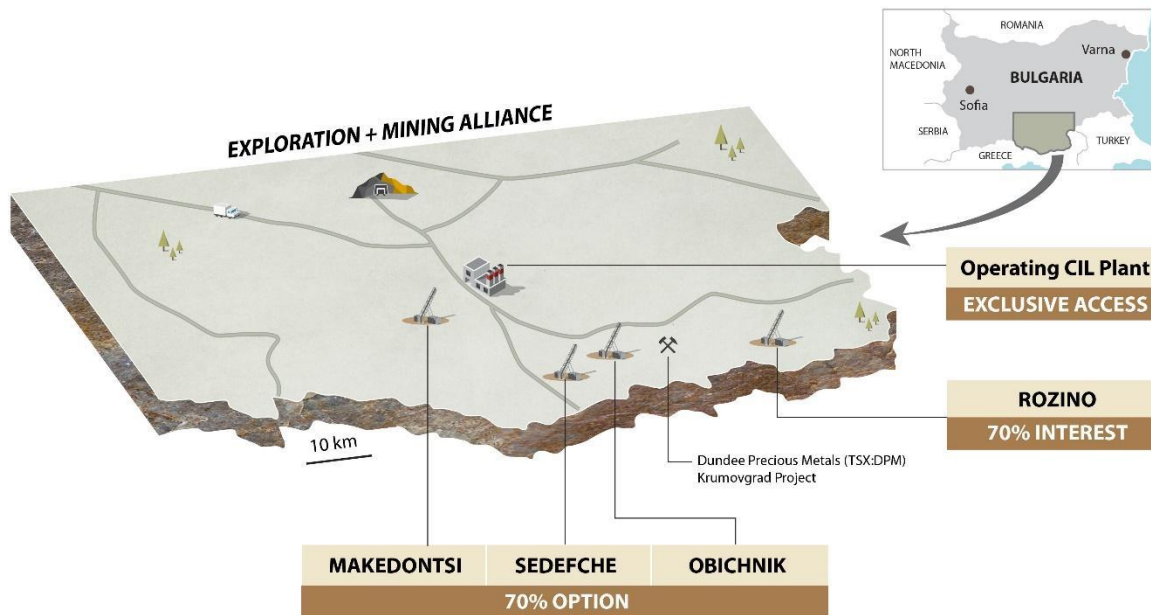 ROMANIA
NORTH
MACEDONIA
Varna
BULGARIA
Sofia
SERBIA
TURKEY
GREECE
EXPLORATION + MINING ALLIANCE
Operating CIL Plant
EXCLUSIVE ACCESS
ROZINO
70% INTEREST
10 km
Dundee Precious Metals (TSX:DPM)
Krumovgrad Project
MAKEDONTSI
SEDEFCHE
OBICHNIK
70% OPTION